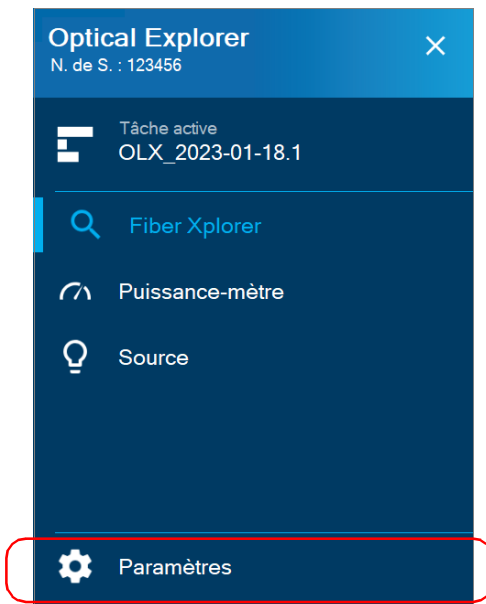 Optical Explorer
N. de S. : 123456
Tâche active
OLX_2023-01-18.1
Fiber Xplorer
Puissance-mètre
Source
Paramètres